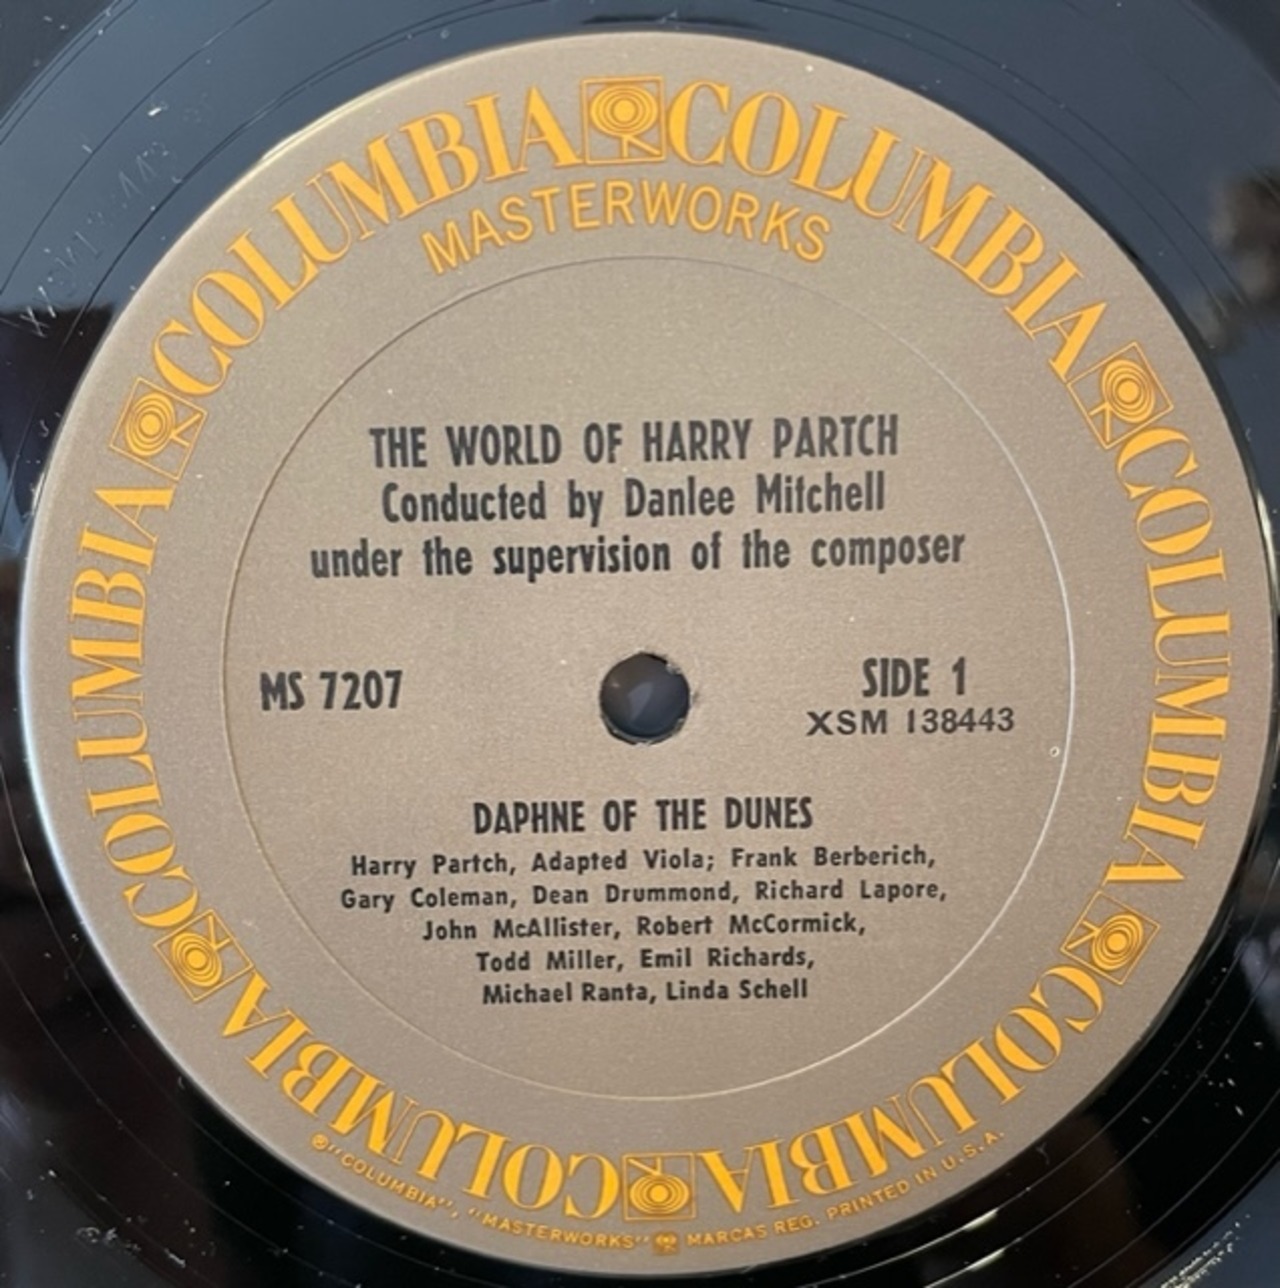 COLUMBIA COLUMBIA COLUMBIA COLUMBIA COLUMBIA COLUMBIA
MASTERWORKS
THE WORLD OF HARRY PARTCH
Conducted by Danlee Mitchell
under the supervision of the composer
MS 7207
SIDE 1
XSM 138443
DAPHNE OF THE DUNES
Harry Partch, Adapted Viola; Frank Berberich,
Gary Coleman, Dean Drummond, Richard Lapore,
John McAllister, Robert McCormick,
Todd Miller, Emil Richards,
Michael Ranta, Linda Schell
®"COLUMBIA", "MASTERWORKS" MARCAS REG. PRINTED IN U.S.A.